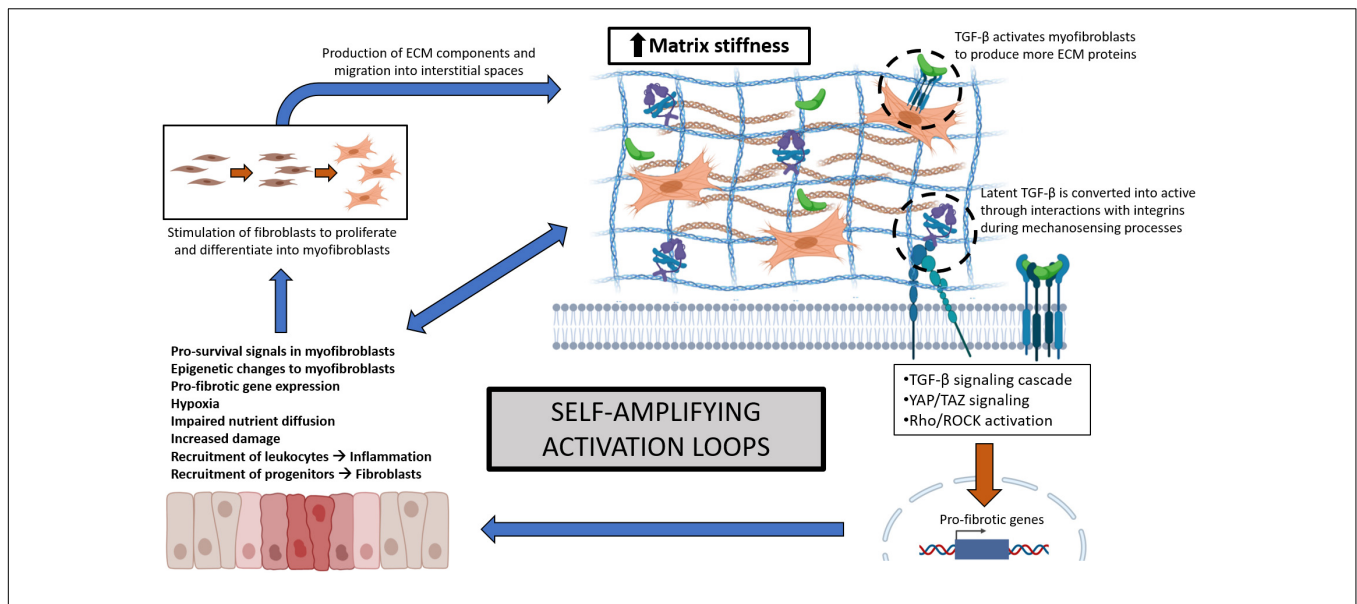 Production of ECM components and
migration into interstitial spaces
Matrix stiffness
TGF-β activates myofibroblasts
to produce more ECM proteins
Stimulation of fibroblasts to proliferate
and differentiate into myofibroblasts
Latent TGF-β is converted into active
through interactions with integrins
during mechanosensing processes
Pro-survival signals in myofibroblasts
Epigenetic changes to myofibroblasts
Pro-fibrotic gene expression
Hypoxia
Impaired nutrient diffusion
Increased damage
Recruitment of leukocytes → Inflammation
Recruitment of progenitors → Fibroblasts
SELF-AMPLIFYING
ACTIVATION LOOPS
•TGF-β signaling cascade
•YAP/TAZ signaling
•Rho/ROCK activation
Pro-fibrotic genes